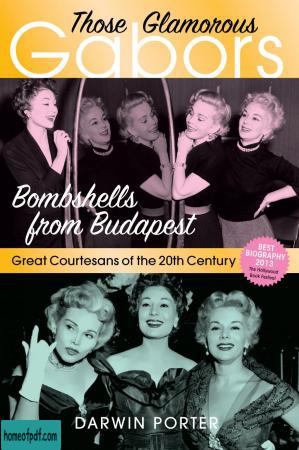 Those Glamorous
Gabors
Bombshells
from Budapest
Great Courtesans of the 20th Century
BEST
BIOGRAPHY
2013
The Hollywood
Book Festival
DARWIN PORTER
homeofpdf.com